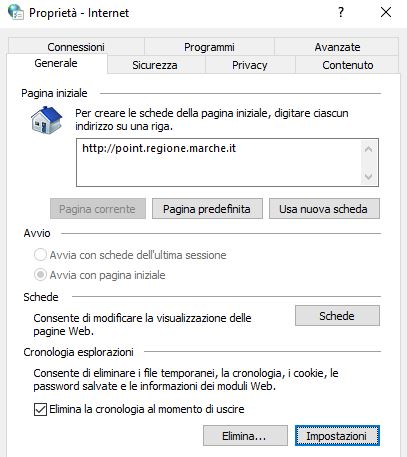 Proprietà - Internet
?
Connessioni
Programmi
Avanzate
Generale
Sicurezza
Privacy
Contenuto
Pagina iniziale
Per creare le schede della pagina iniziale, digitare ciascun
indirizzo su una riga.
http://point.regione.marche.it
Pagina corrente
Pagina predefinita
Usa nuova scheda
Avvio
Avvia con schede dell'ultima sessione
Avvia con pagina iniziale
Schede
Consente di modificare la visualizzazione delle
pagine Web.
Schede
Cronologia esplorazioni
Consente di eliminare i file temporanei, la cronologia, i cookie, le
password salvate e le informazioni dei moduli Web.
Elimina la cronologia al momento di uscire
Elimina...
Impostazioni